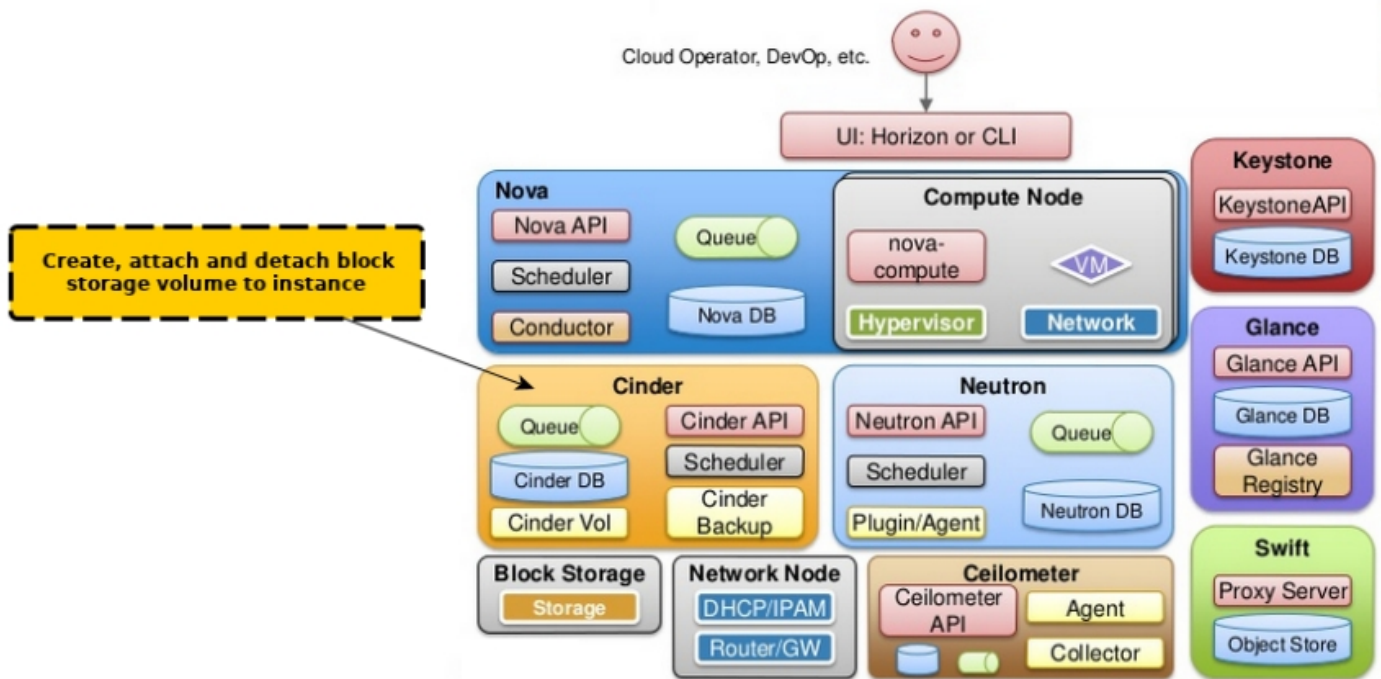 Cloud Operator, DevOp, etc.
UI: Horizon or CLI
Create, attach and detach block
storage volume to instance
Nova
Nova API
Scheduler
Conductor
Queue
Nova DB
Compute Node
nova-
compute
VM
Hypervisor
Network
Keystone
KeystoneAPI
Keystone DB
Cinder
Queue
Cinder DB
Cinder Vol
Cinder API
Scheduler
Cinder
Backup
Neutron
Neutron API
Scheduler
Plugin/Agent
Queue
Neutron DB
Glance
Glance API
Glance DB
Glance
Registry
Block Storage
Storage
Network Node
DHCP/IPAM
Router/GW
Ceilometer
Ceilometer
API
Agent
Collector
Swift
Proxy Server
Object Store